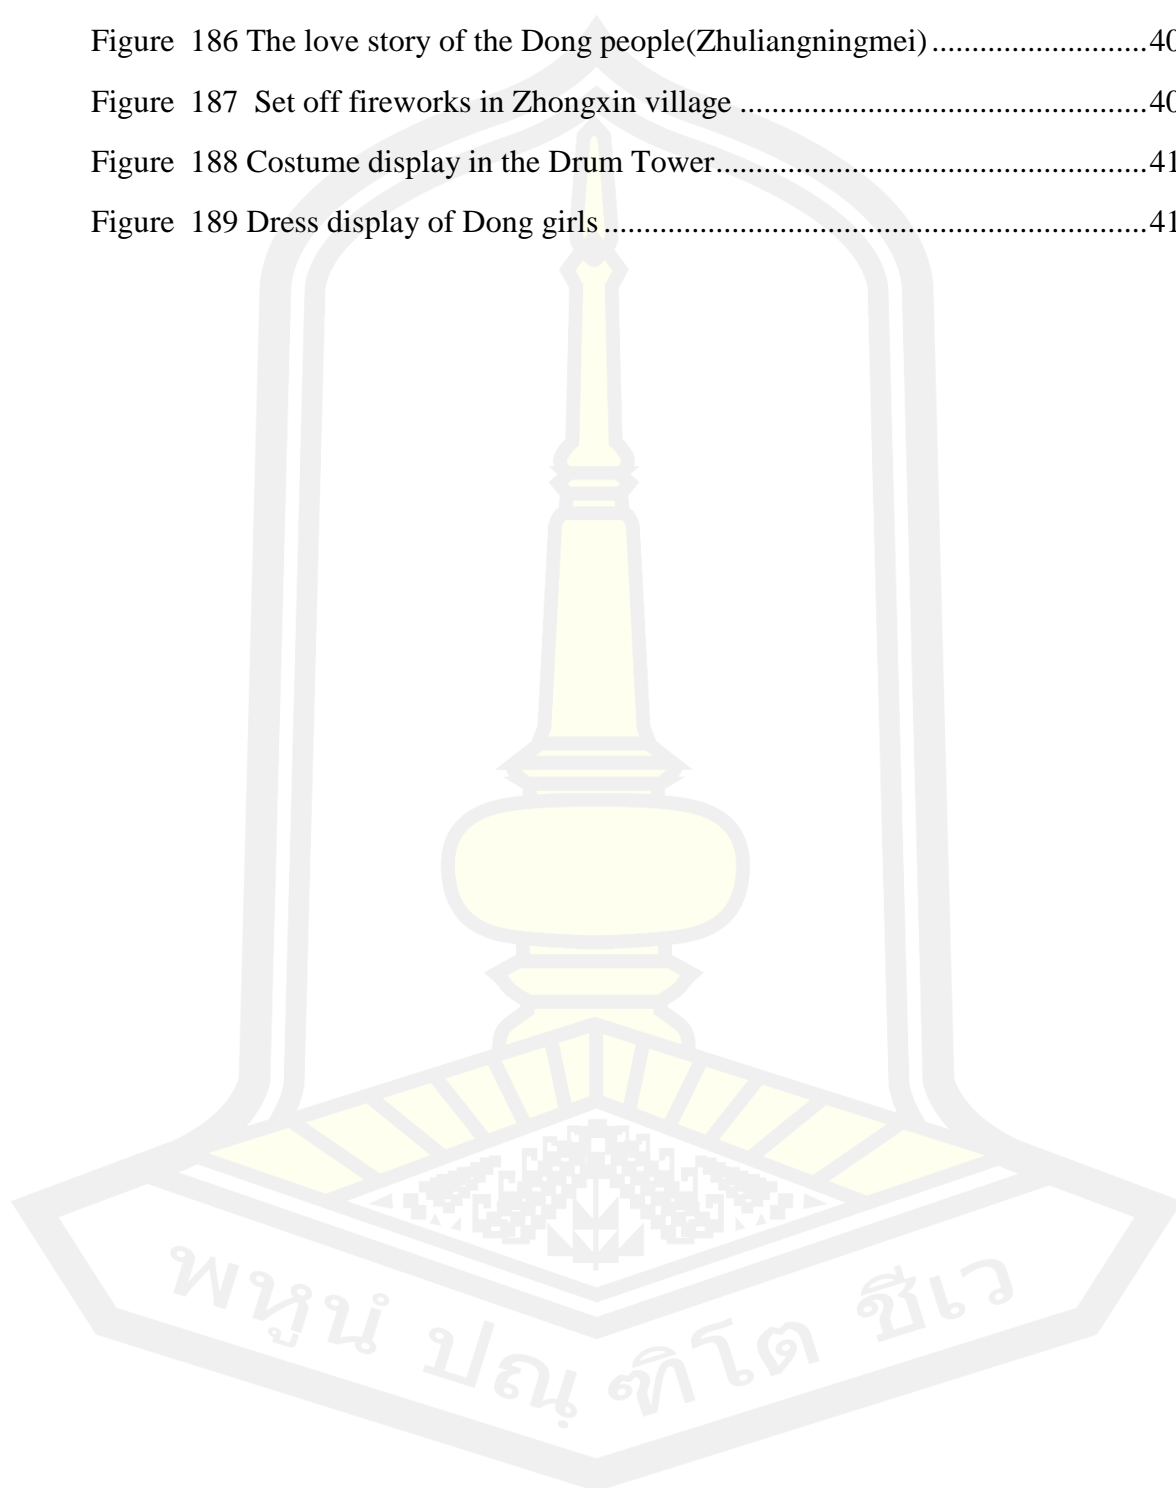 Figure 186 The love story of the Dong people(Zhuliangningmei)..........................40
Figure 187 Set off fireworks in Zhongxin village .................................................40
Figure 188 Costume display in the Drum Tower....................................................41
Figure 189 Dress display of Dong girls..................................................................41
พหูนํ ปณฺฑิโต ชีเว